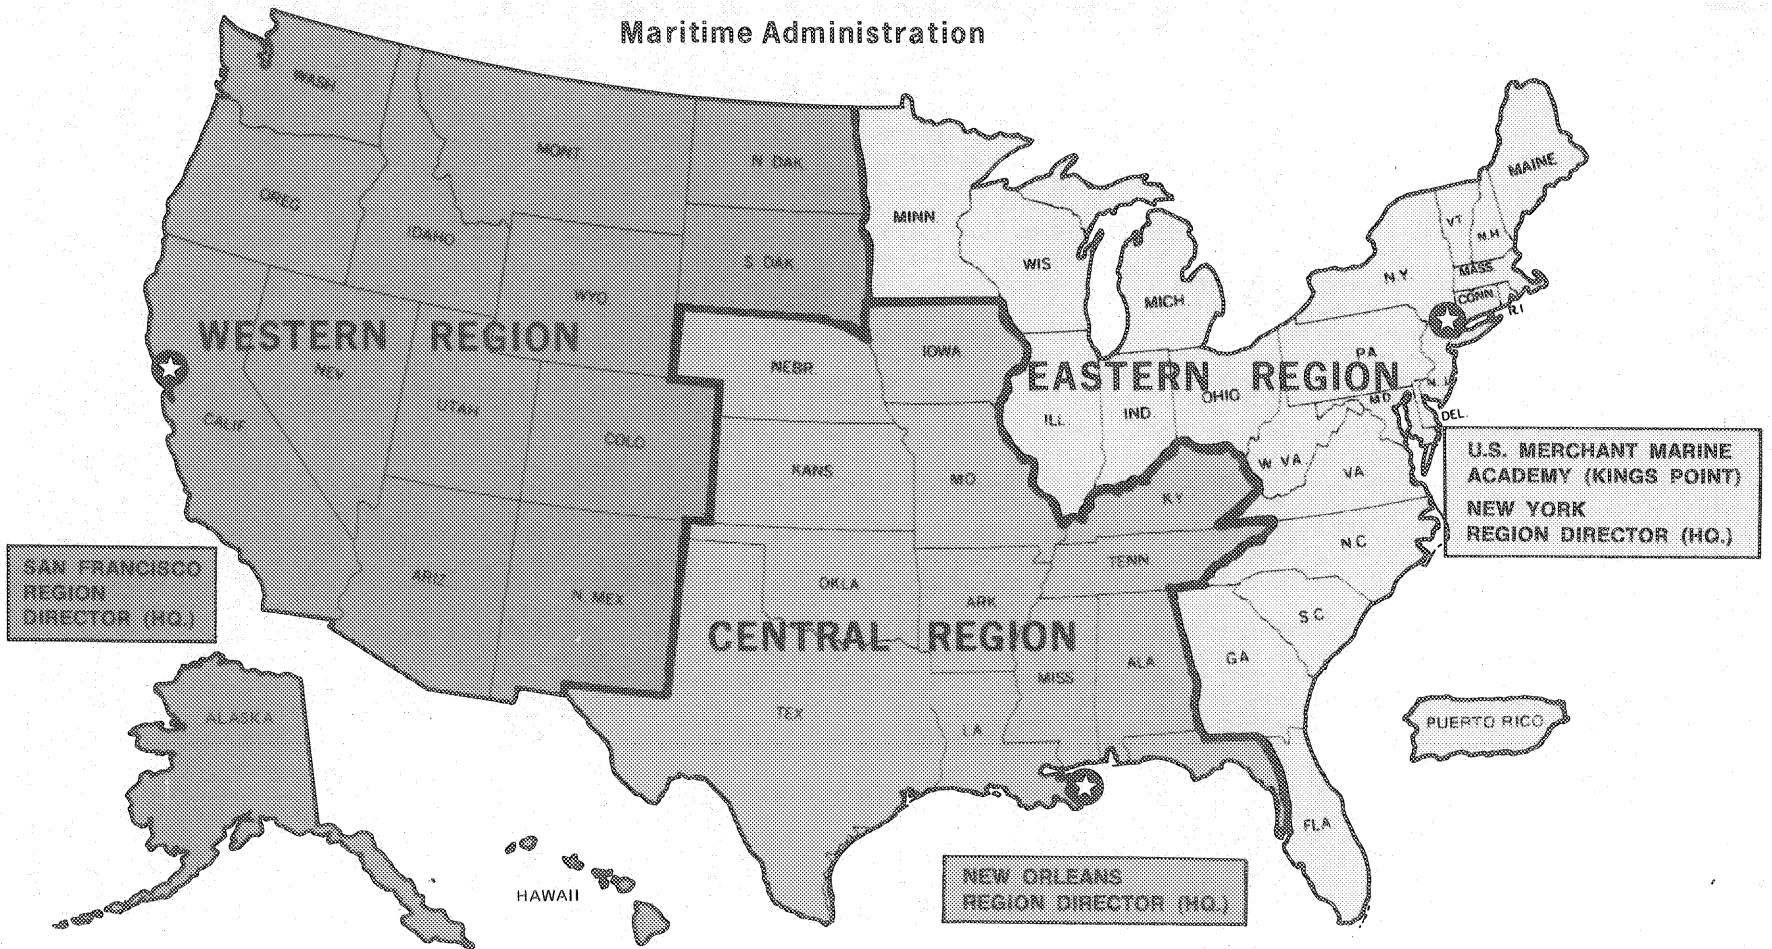 Maritime Administration
WASH
MONT
N DAK
OREG
IDAHO
S DAK
WYO
MINN
WIS
MICH
MAINE
VT
N.H
N Y
MASS
CONN
R.I
WESTERN REGION
NEV
UTAH
CALIF
COLO
NEBR
IOWA
EASTERN REGION
PA
OHIO
ILL
IND
MD
N.J.
DEL.
W VA
VA
KANS
MO
KY
U.S. MERCHANT MARINE
ACADEMY (KINGS POINT)
NEW YORK
REGION DIRECTOR (HQ.)
SAN FRANCISCO
REGION
DIRECTOR (HQ.)
ARIZ
N MEX
OKLA
ARK
TENN
N C
S C
CENTRAL REGION
TEX
LA
MISS
ALA
GA
FLA
ALASKA
HAWAII
PUERTO RICO
NEW ORLEANS
REGION DIRECTOR (HQ.)